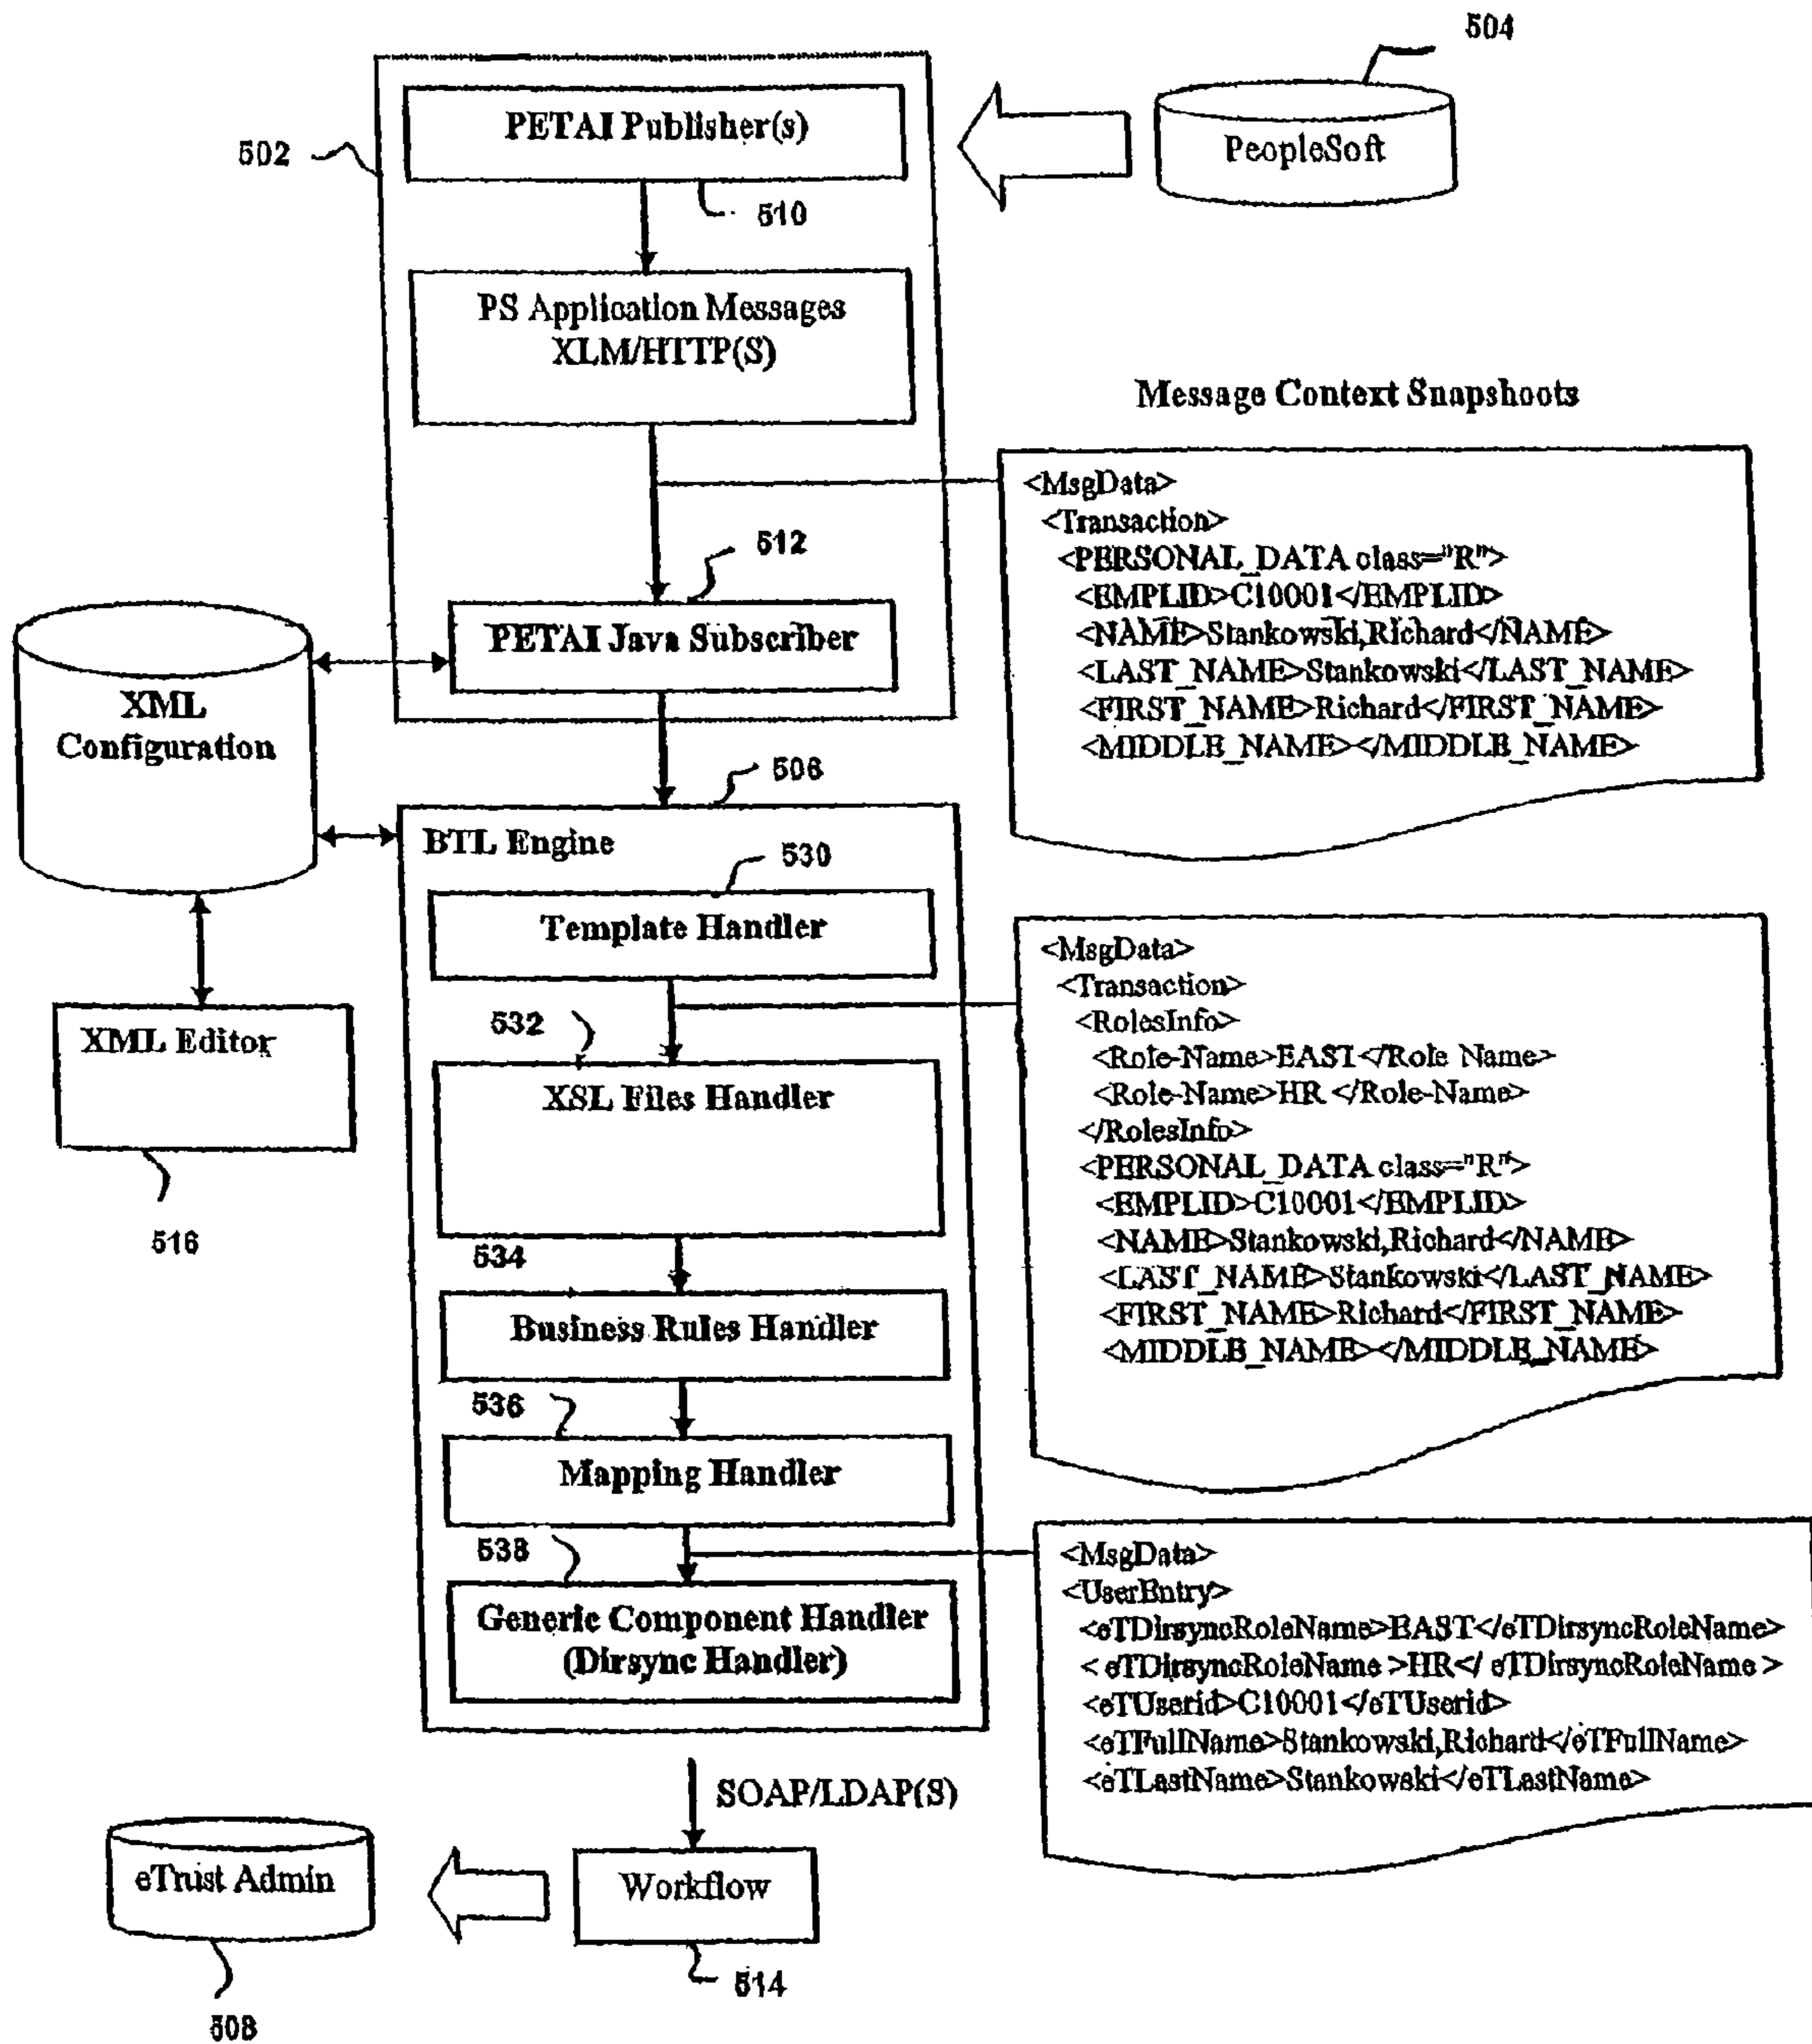 504
PETAI Publisher(s)
PeopleSoft
502
510
PS Application Messages
XLM/HTTP(S)
Message Context Snapshoots
<MsgData>
<Transaction>
<PERSONAL_DATA class="R">
<EMPLID>C10001</EMPLID>
<NAME>Stankowski,Richard</NAME>
<LAST_NAME>Stankowski</LAST_NAME>
<FIRST_NAME>Richard</FIRST_NAME>
<MIDDLE_NAME></MIDDLE_NAME>
512
PETAI Java Subscriber
XML
Configuration
506
BTL Engine
530
Template Handler
<MsgData>
<Transaction>
<RolesInfo>
<Role-Name>EAST</Role Name>
<Role-Name>HR </Role-Name>
</RolesInfo>
<PERSONAL_DATA class="R">
<EMPLID>C10001</EMPLID>
<NAME>Stankowski,Richard</NAME>
<LAST_NAME>Stankowski</LAST_NAME>
<FIRST_NAME>Richard</FIRST_NAME>
<MIDDLE_NAME></MIDDLE_NAME>
XML Editor
516
532
XSL Files Handler
534
Business Rules Handler
536
Mapping Handler
538
Generic Component Handler
(Dirsync Handler)
<MsgData>
<UserEntry>
<eTDirsyncRoleName>EAST</eTDirsyncRoleName>
< eTDirsyncRoleName >HR</ eTDirsyncRoleName >
<eTUserid>C10001</eTUserid>
<eTFullName>Stankowski,Richard</eTFullName>
<eTLastName>Stankowski</eTLastName>
SOAP/LDAP(S)
eTrust Admin
Workflow
514
508